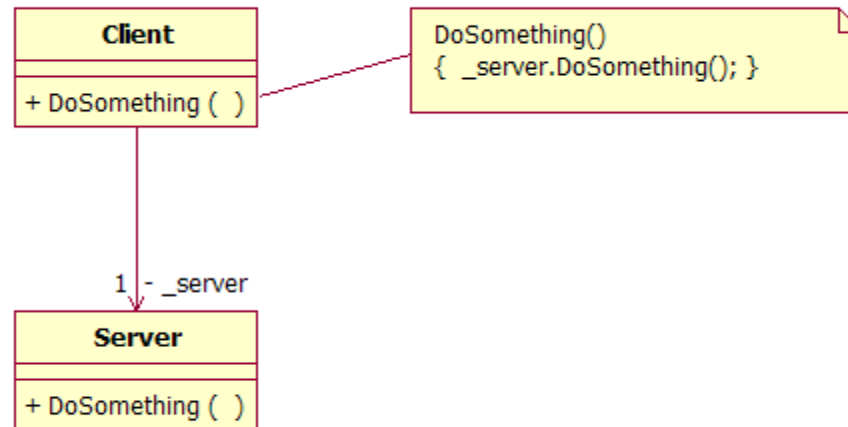 Client
+ DoSomething ( )
DoSomething()
{ _server.DoSomething(); }
1 - _server
Server
+ DoSomething ( )